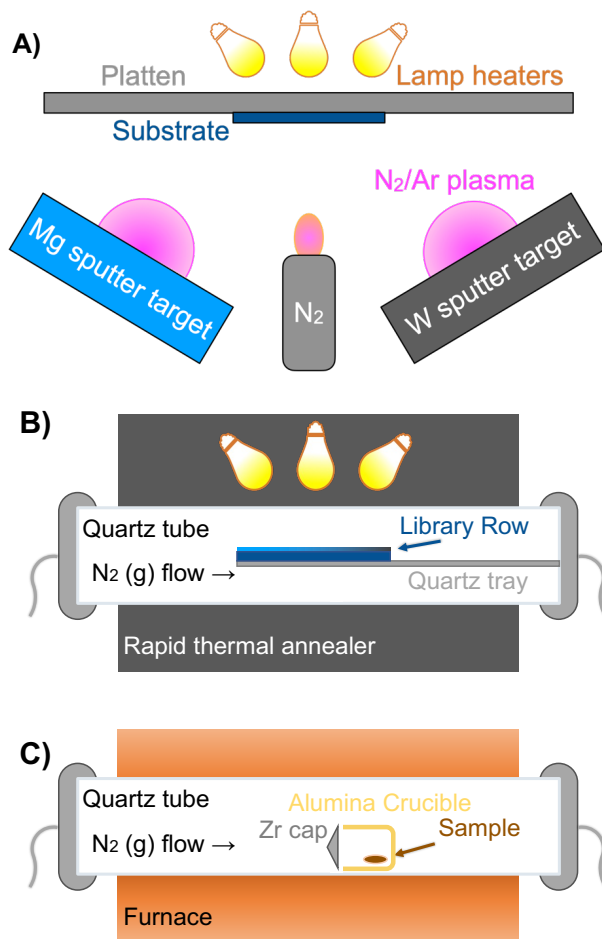 A)
Platten
Lamp heaters
Substrate
N2/Ar plasma
Mg sputter target
N2
W sputter target
B)
Quartz tube
Library Row
N2 (g) flow →
Quartz tray
Rapid thermal annealer
C)
Quartz tube
Alumina Crucible
Zr cap
Sample
N2 (g) flow →
Furnace